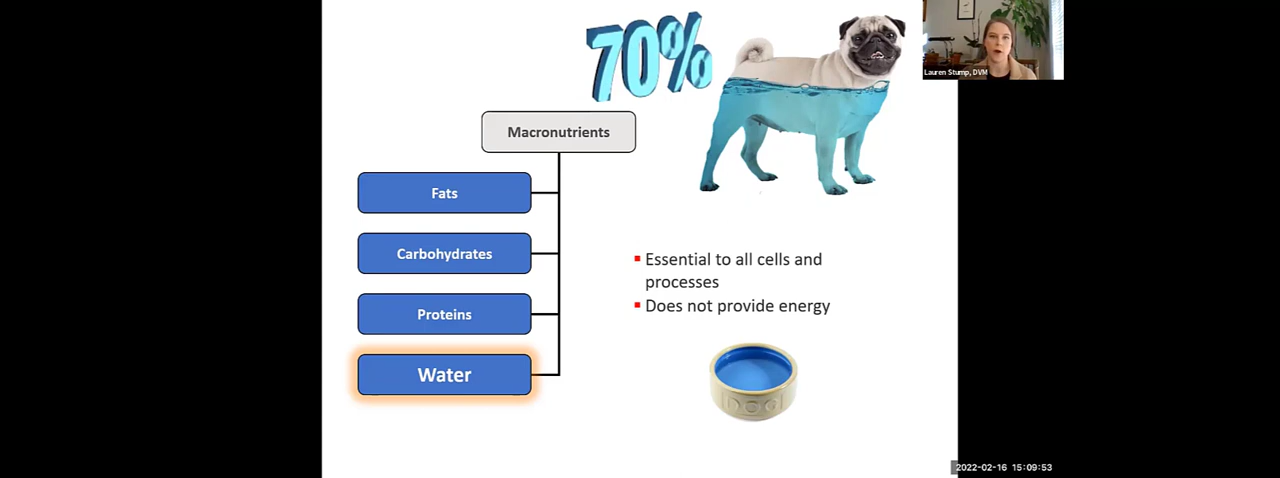 70%
Lauren Stump, DVM
Macronutrients
Fats
Carbohydrates
Proteins
Water
Essential to all cells and
processes
Does not provide energy
DOG
2022-02-16 15:09:53